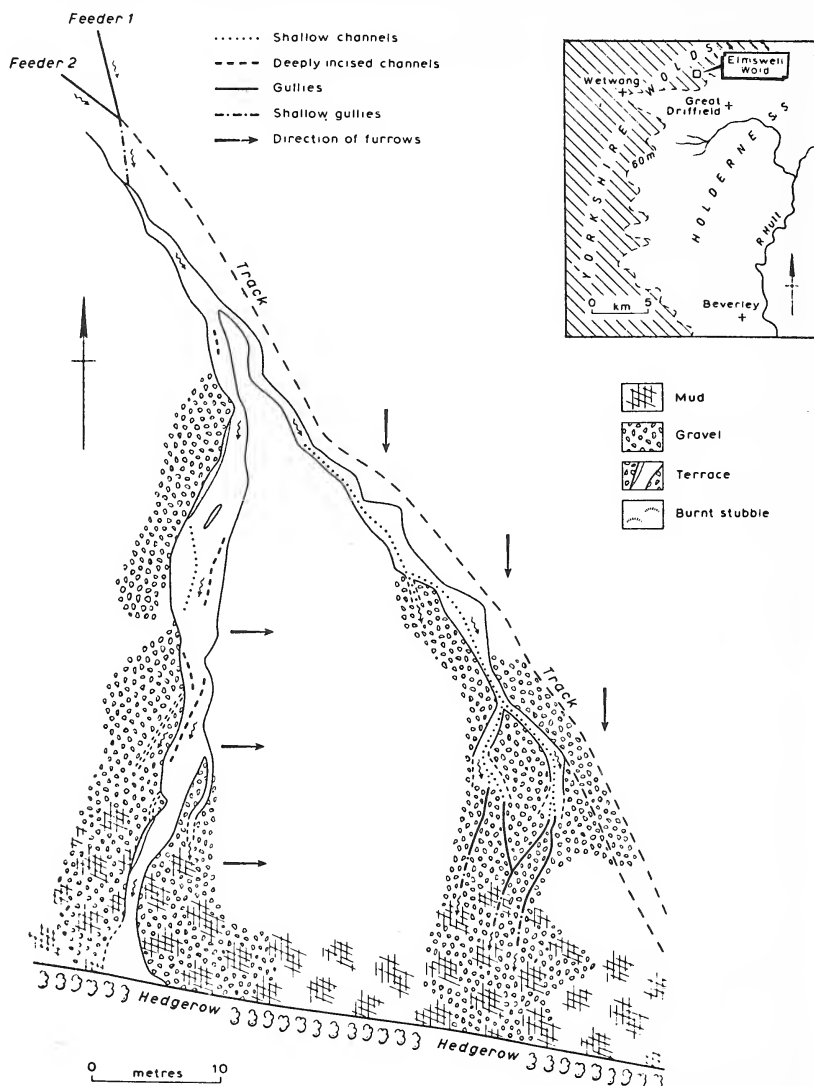 Feeder 1
Feeder 2
Shallow channels
Deeply incised channels
Gullies
Shallow gullies
Direction of furrows
Elmswell
Wold
Wetwang
Great
Driffield
YORKSHIRE WOLDS
60m
HOLDERNESS
R Hull
Beverley
0 km 5
Track
Mud
Gravel
Terrace
Burnt stubble
Track
Hedgerow
Hedgerow
0 metres 10